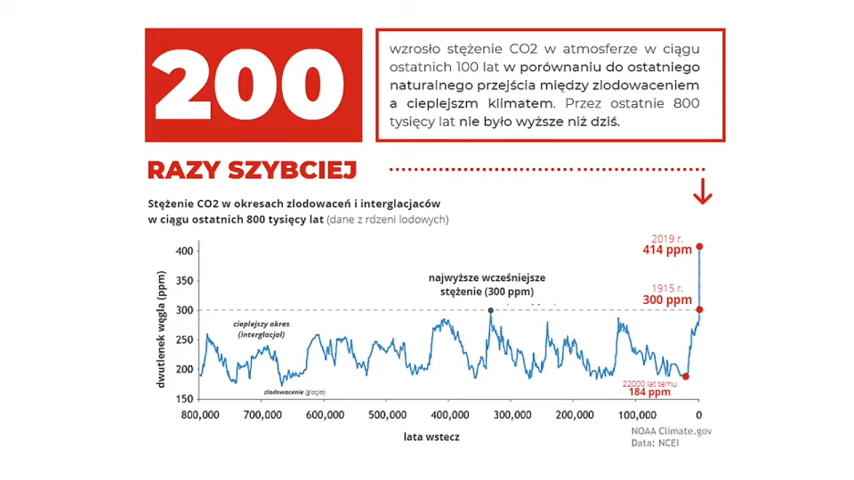 200
wzrosło stężenie CO2 w atmosferze w ciągu
ostatnich 100 lat w porównaniu do ostatniego
naturalnego przejścia między zlodowaceniem
a cieplejszm klimatem. Przez ostatnie 800
tysięcy lat nie było wyższe niż dziś.
RAZY SZYBCIEJ
Stężenie CO2 w okresach zlodowaceń i interglacjaców
w ciągu ostatnich 800 tysięcy lat (dane z rdzeni lodowych)
dwutlenek węgla (ppm)
400
350
300
250
200
150
2019 r.
414 ppm
najwyższe wcześniejsze
stężenie (300 ppm)
1915 r.
300 ppm
cieplejszy okres
(interglacjał)
zlodowacenie (glacjał)
22000 lat temu
184 ppm
800,000 700,000 600,000 500,000 400,000 300,000 200,000 100,000 0
lata wstecz
NOAA Climate.gov
Data: NCEI